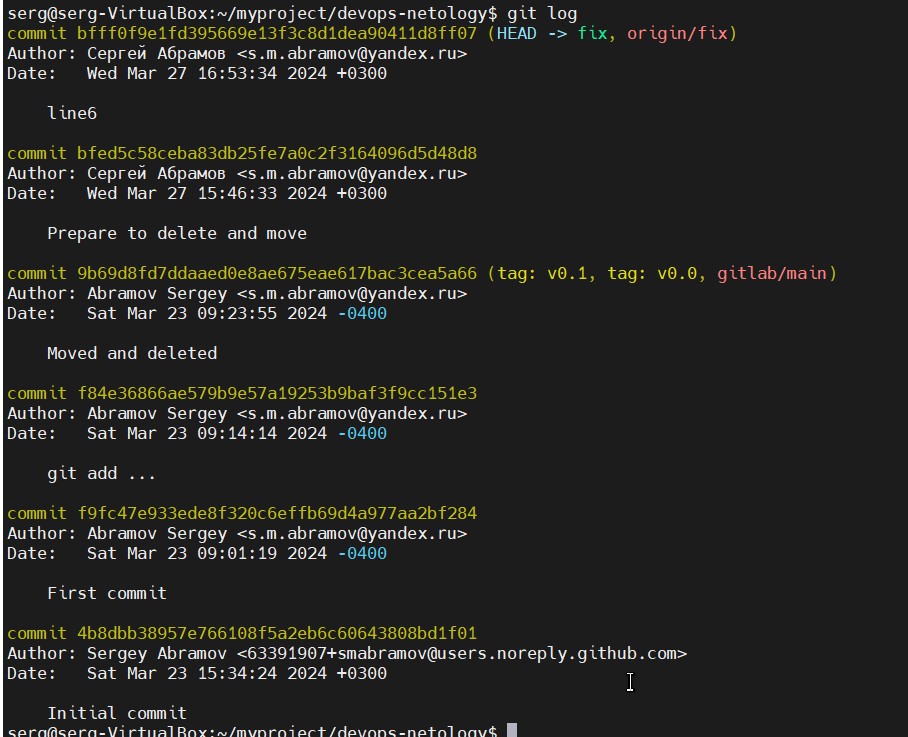 serg@serg-VirtualBox:~/myproject/devops-netology$ git log
commit bfff0f9e1fd395669e13f3c8d1dea90411d8ff07 (HEAD -> fix, origin/fix)
Author: Сергей Абрамов <s.m.abramov@yandex.ru>
Date:   Wed Mar 27 16:53:34 2024 +0300

    line6

commit bfed5c58ceba83db25fe7a0c2f3164096d5d48d8
Author: Сергей Абрамов <s.m.abramov@yandex.ru>
Date:   Wed Mar 27 15:46:33 2024 +0300

    Prepare to delete and move

commit 9b69d8fd7ddaaed0e8ae675eae617bac3cea5a66 (tag: v0.1, tag: v0.0, gitlab/main)
Author: Abramov Sergey <s.m.abramov@yandex.ru>
Date:   Sat Mar 23 09:23:55 2024 -0400

    Moved and deleted

commit f84e36866ae579b9e57a19253b9baf3f9cc151e3
Author: Abramov Sergey <s.m.abramov@yandex.ru>
Date:   Sat Mar 23 09:14:14 2024 -0400

    git add ...

commit f9fc47e933ede8f320c6effb69d4a977aa2bf284
Author: Abramov Sergey <s.m.abramov@yandex.ru>
Date:   Sat Mar 23 09:01:19 2024 -0400

    First commit

commit 4b8dbb38957e766108f5a2eb6c60643808bd1f01
Author: Sergey Abramov <63391907+smabramov@users.noreply.github.com>
Date:   Sat Mar 23 15:34:24 2024 +0300

    Initial commit
serg@serg-VirtualBox:~/myproject/devops-netology$